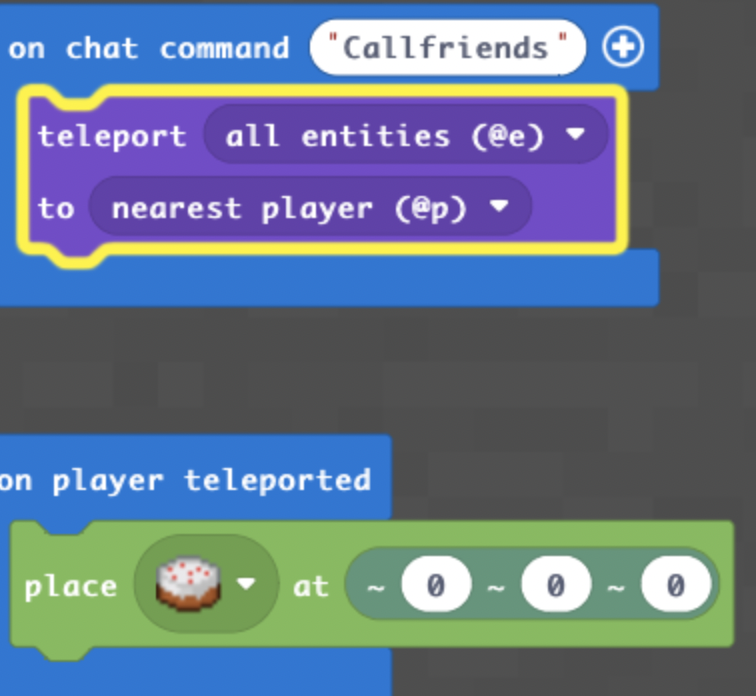 on chat command "Callfriends"
teleport all entities (@e)
to nearest player (@p)
on player teleported
place at ~ 0 ~ 0 ~ 0